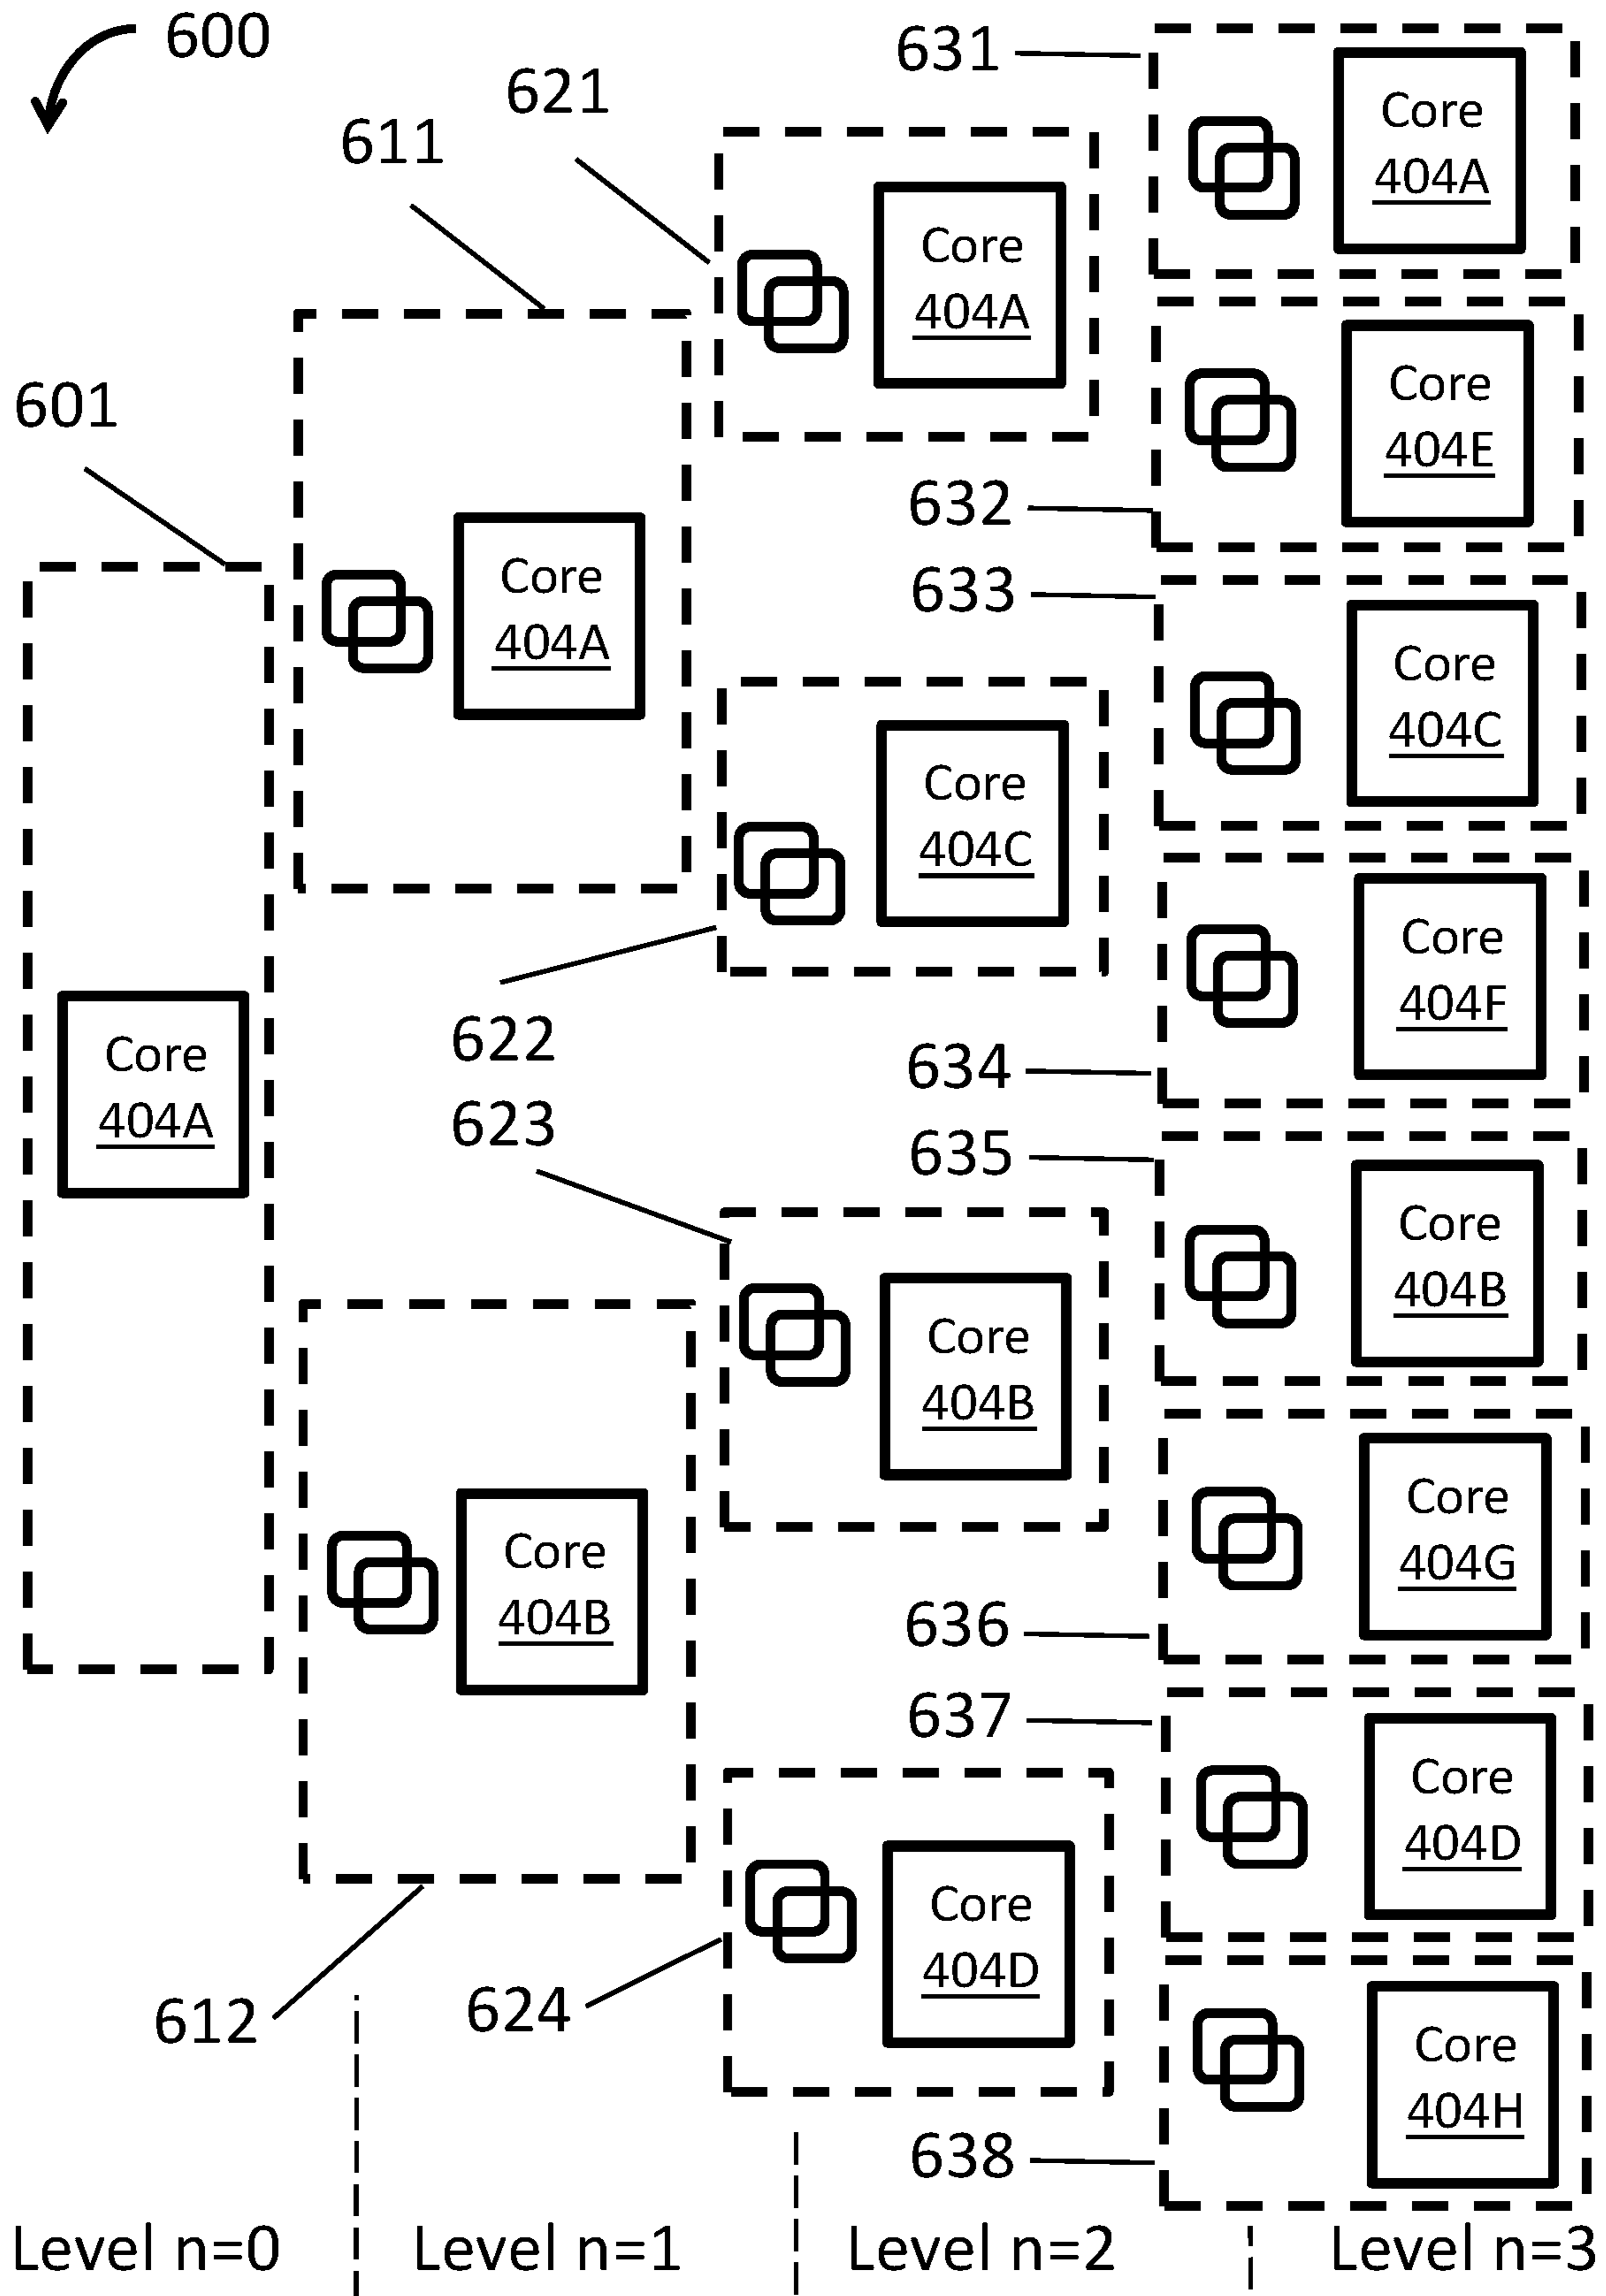 600
631
Core
404A
621
611
Core
404A
Core
404E
601
632
633
Core
404A
Core
404C
Core
404C
622
Core
404F
634
Core
404A
623
635
Core
404B
Core
404B
Core
404B
Core
404G
636
637
Core
404D
612
624
Core
404D
Core
404H
638
Level n=0
Level n=1
Level n=2
Level n=3